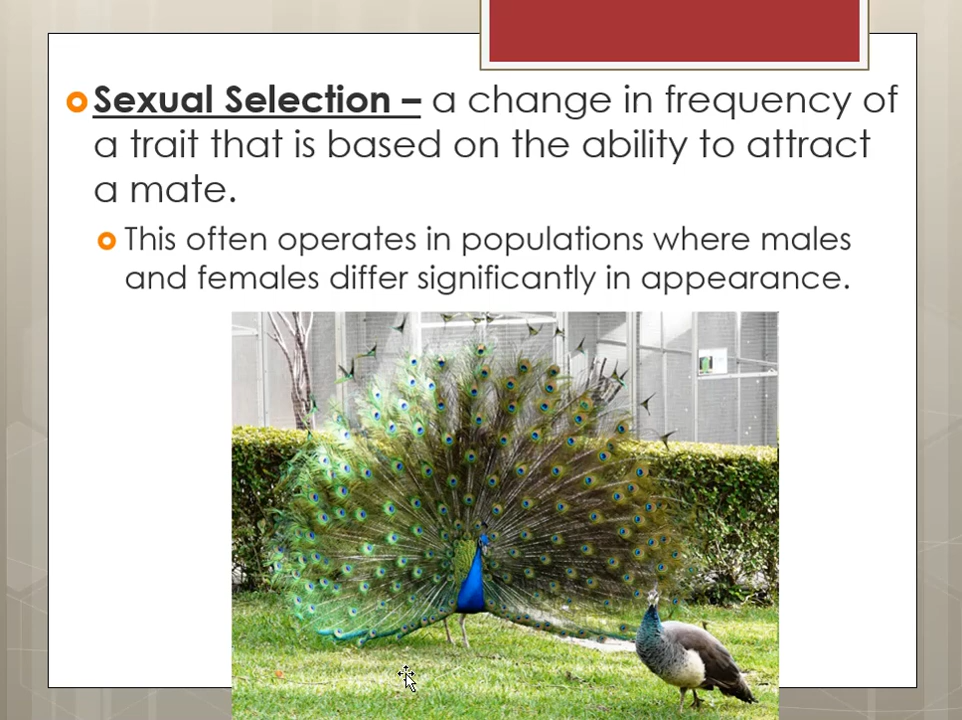 Sexual Selection – a change in frequency of
a trait that is based on the ability to attract
a mate.
This often operates in populations where males
and females differ significantly in appearance.